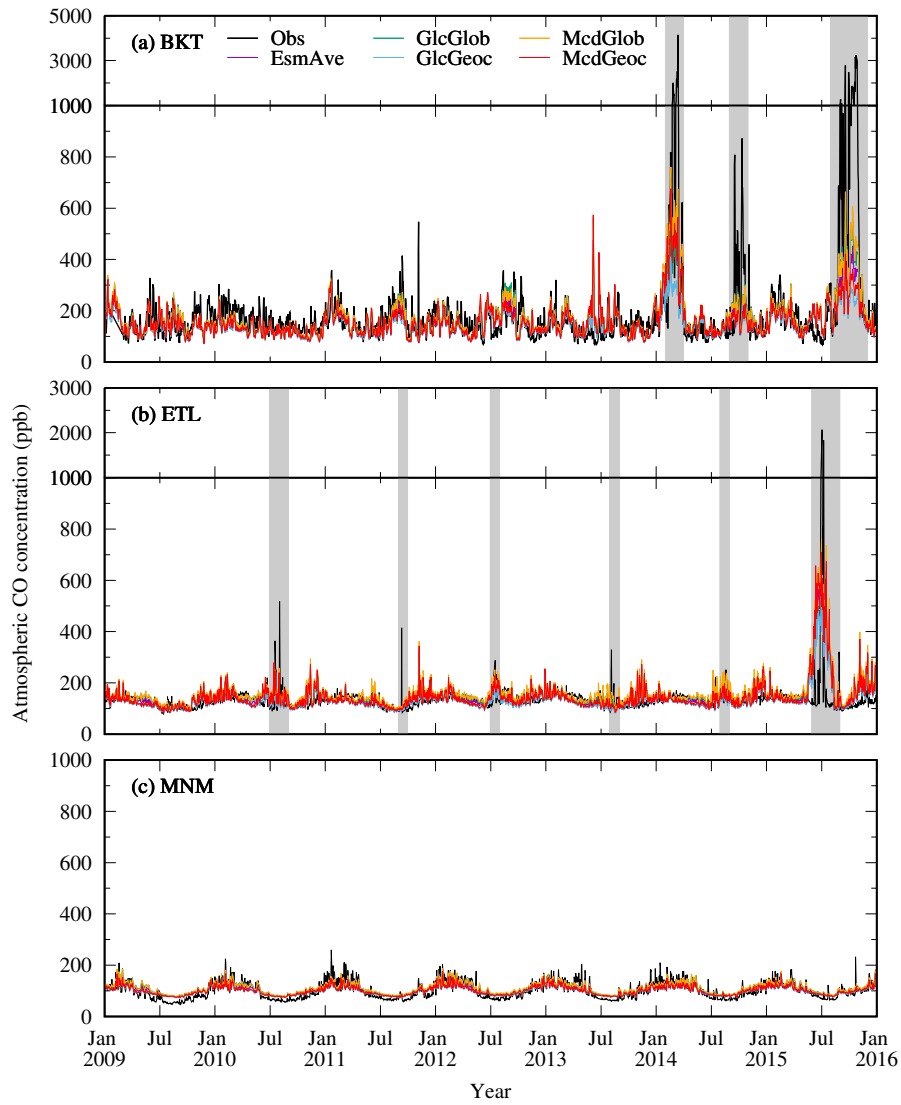 5000
(a) BKT
Obs
GlcGlob
McdGlob
EsmAve
GlcGeoc
McdGeoc
3000
1000
800
600
400
200
0
3000
(b) ETL
2000
1000
800
600
400
200
0
Atmospheric CO concentration (ppb)
1000
(c) MNM
800
600
400
200
0
Jan Jul Jan Jul Jan Jul Jan Jul Jan Jul Jan Jul Jan Jul Jan
2009 2010 2011 2012 2013 2014 2015 2016
Year